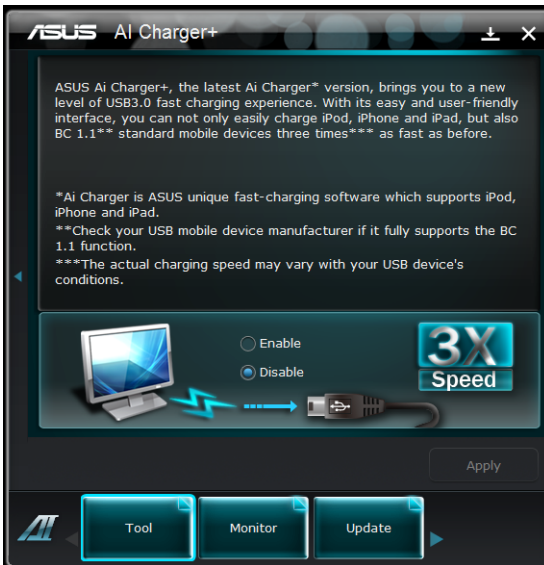 ASUS AI Charger+
ASUS Ai Charger+, the latest Ai Charger* version, brings you to a new
level of USB3.0 fast charging experience. With its easy and user-friendly
interface, you can not only easily charge iPod, iPhone and iPad, but also
BC 1.1** standard mobile devices three times*** as fast as before.
*Ai Charger is ASUS unique fast-charging software which supports iPod,
iPhone and iPad.
**Check your USB mobile device manufacturer if it fully supports the BC
1.1 function.
***The actual charging speed may vary with your USB device's
conditions.
Enable
Disable
3X
Speed
Apply
AI
Tool
Monitor
Update